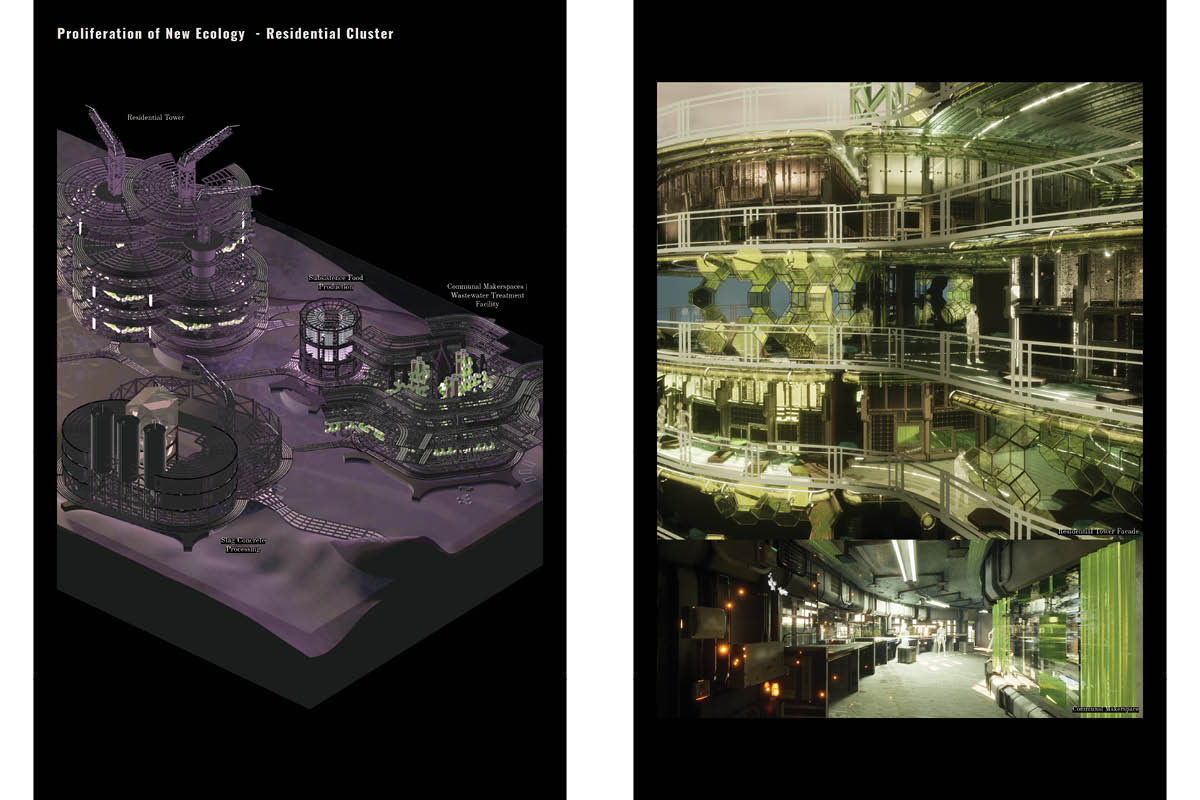 Proliferation of New Ecology - Residential Cluster
Residential Tower
Subsistence Food
Production
Communal Makerspaces |
Wastewater Treatment
Facility
Slag Concrete
Processing
Residential Tower Facade
Communal Makerspace